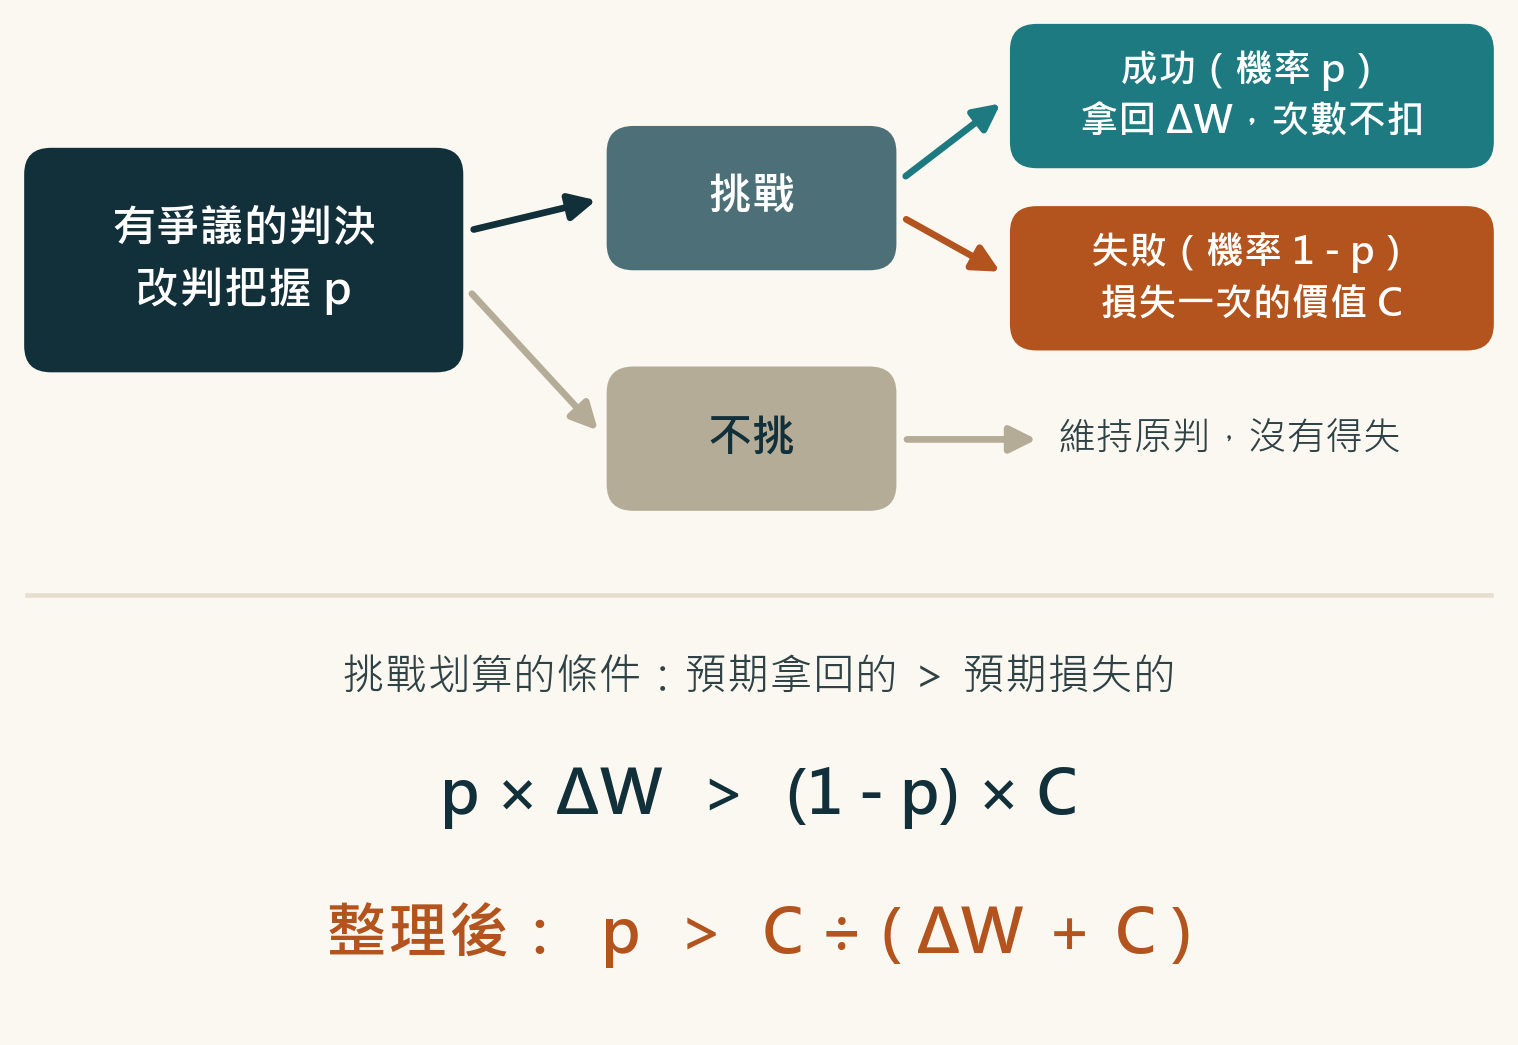 有爭議的判決
改判把握 p
挑戰
成功（機率 p）
拿回 ΔW，次數不扣
失敗（機率 1 - p）
損失一次的價值 C
不挑
維持原判，沒有得失
挑戰划算的條件：預期拿回的 > 預期損失的
p × ΔW > (1 - p) × C
整理後： p > C ÷ ( ΔW + C )